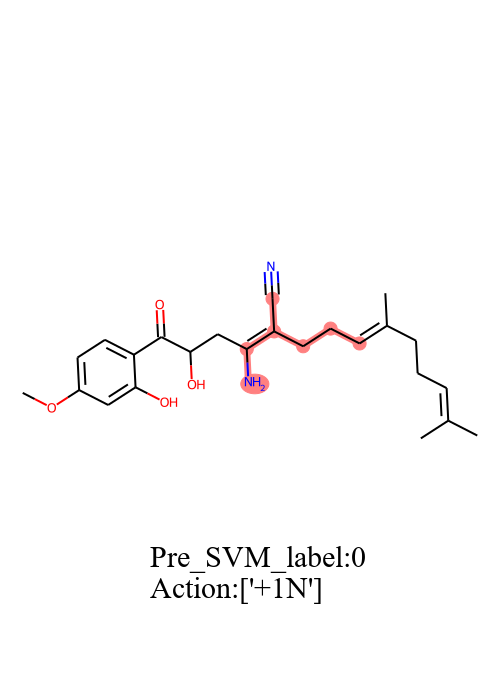 N
O
OH
NH2
O
OH
Pre_SVM_label:0
Action:['+1N']